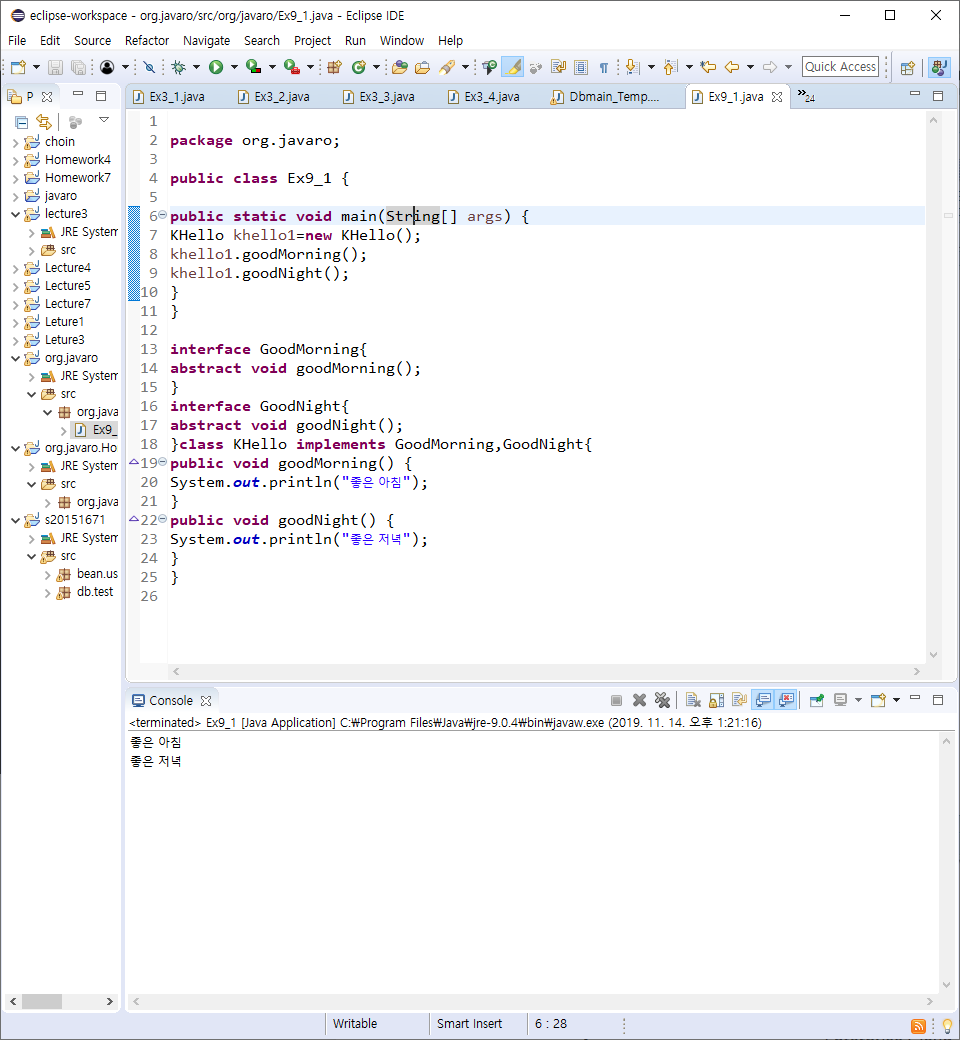 eclipse-workspace - org.javaro/src/org/javaro/Ex9_1.java - Eclipse IDE
File Edit Source Refactor Navigate Search Project Run Window Help
Quick Access
P
Ex3_1.java Ex3_2.java Ex3_3.java Ex3_4.java Dbmain_Temp.... Ex9_1.java »24
choin
Homework4
Homework7
javaro
lecture3
JRE System
src
Lecture4
Lecture5
Lecture7
Leture1
Leture3
org.javaro
JRE System
src
org.java
Ex9_
org.javaro.Ho
JRE System
src
org.java
s20151671
JRE System
src
bean.us
db.test
1
2 package org.javaro;
3
4 public class Ex9_1 {
5
6 public static void main(String[] args) {
7 KHello khello1=new KHello();
8 khello1.goodMorning();
9 khello1.goodNight();
10 }
11 }
12
13 interface GoodMorning{
14 abstract void goodMorning();
15 }
16 interface GoodNight{
17 abstract void goodNight();
18 }class KHello implements GoodMorning,GoodNight{
19 public void goodMorning() {
20 System.out.println("좋은 아침");
21 }
22 public void goodNight() {
23 System.out.println("좋은 저녁");
24 }
25 }
26
Console
<terminated> Ex9_1 [Java Application] C:₩Program Files₩Java₩jre-9.0.4₩bin₩javaw.exe (2019. 11. 14. 오후 1:21:16)
좋은 아침
좋은 저녁
Writable Smart Insert 6 : 28